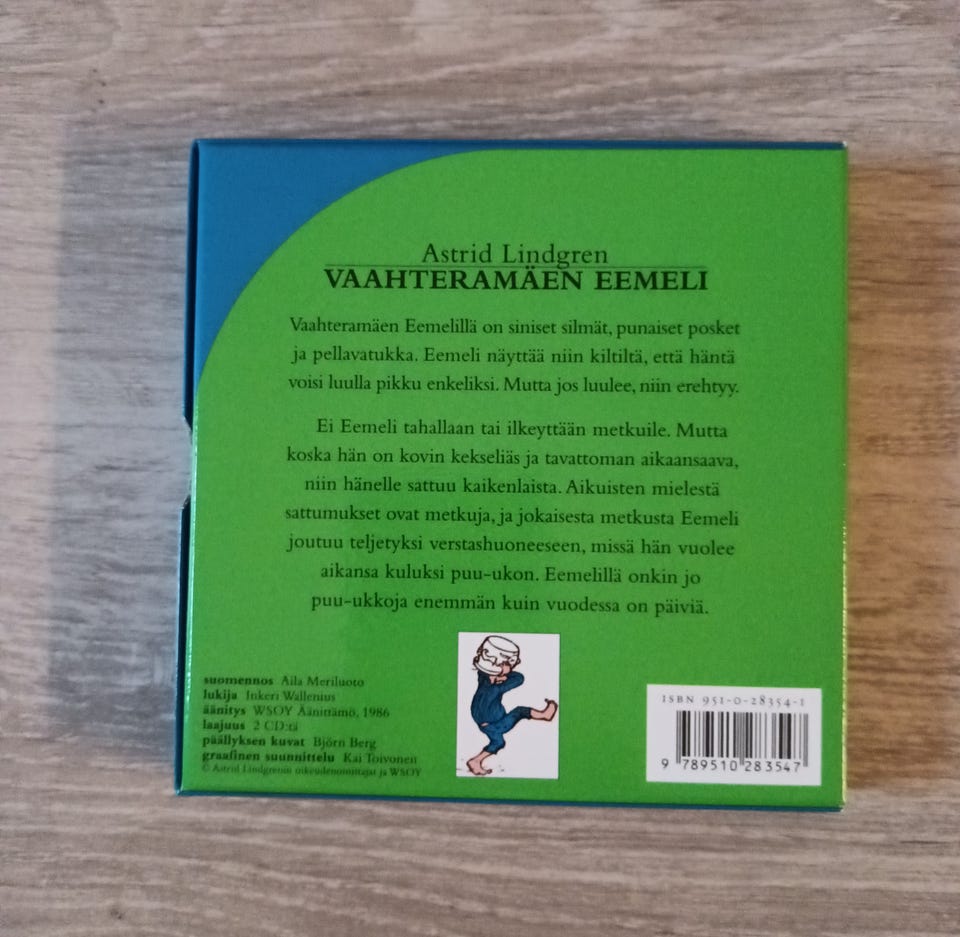 Astrid Lindgren
VAAHTERAMÄEN EEMELI
Vaahteramäen Eemelillä on siniset silmät, punaiset posket
ja pellavatukka. Eemeli näyttää niin kiltiltä, että häntä
voisi luulla pikku enkeliksi. Mutta jos luulee, niin erehtyy.
Ei Eemeli tahallaan tai ilkeyttään metkuile. Mutta
koska hän on kovin kekseliäs ja tavattoman aikaansaava,
niin hänelle sattuu kaikenlaista. Aikuisten mielestä
sattumukset ovat metkuja, ja jokaisesta metkusta Eemeli
joutuu teljetyksi verstashuoneeseen, missä hän vuolee
aikansa kuluksi puu-ukon. Eemelillä onkin jo
puu-ukkoja enemmän kuin vuodessa on päiviä.
suomennos Aila Meriluoto
lukija Inkeri Wallenius
äänitys WSOY Äänittämö, 1986
laajuus 2 CD:tä
päällyksen kuvat Björn Berg
graafinen suunnittelu Kai Toivonen
© Astrid Lindgrenin oikeudenomistajat ja WSOY
ISBN 951-0-28354-1
9 789510 283547